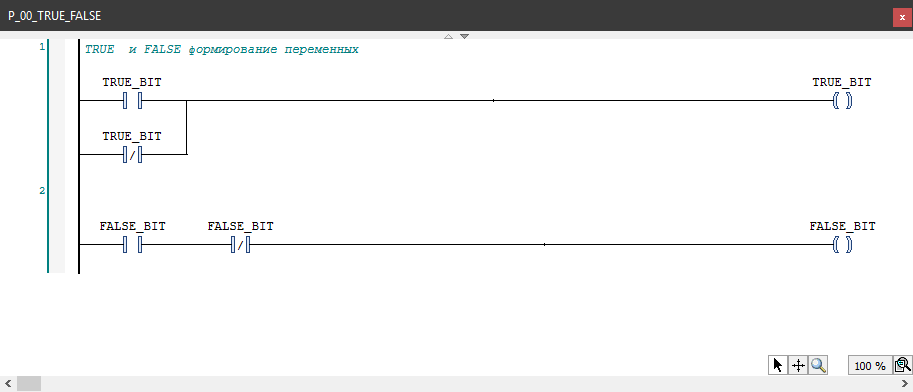 P_00_TRUE_FALSE
x
1 TRUE и FALSE формирование переменных
TRUE_BIT TRUE_BIT
TRUE_BIT
/
2
FALSE_BIT FALSE_BIT FALSE_BIT
/
100 %